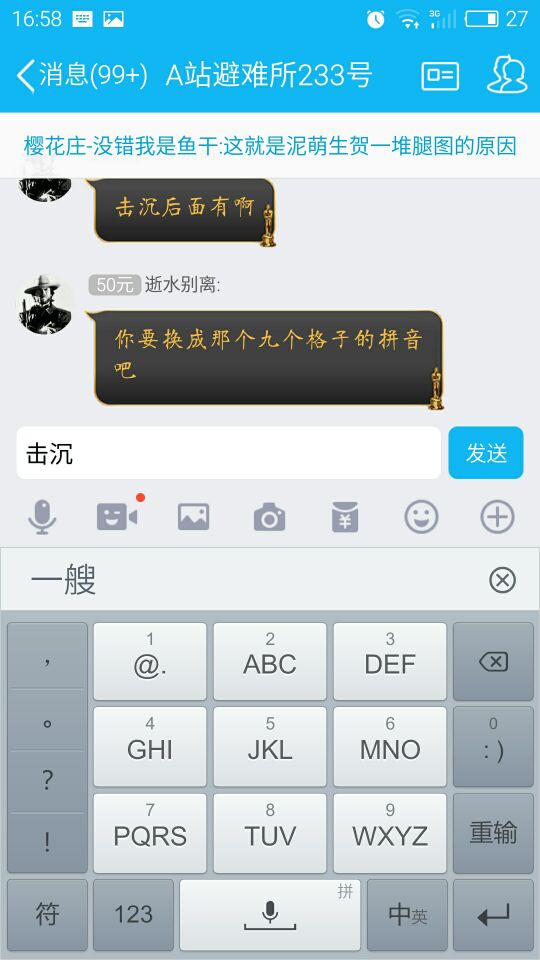 16:58
3G
27
消息(99+)
A站避难所233号
樱花庄-没错我是鱼干:这就是泥萌生贺一堆腿图的原因
击沉后面有啊
50元 逝水别离:
你要换成那个九个格子的拼音
吧
击沉
发送
一艘
，
1
@.
2
ABC
3
DEF
。
4
GHI
5
JKL
6
MNO
0
:)
？
！
7
PQRS
8
TUV
9
WXYZ
重输
符
123
拼
中英